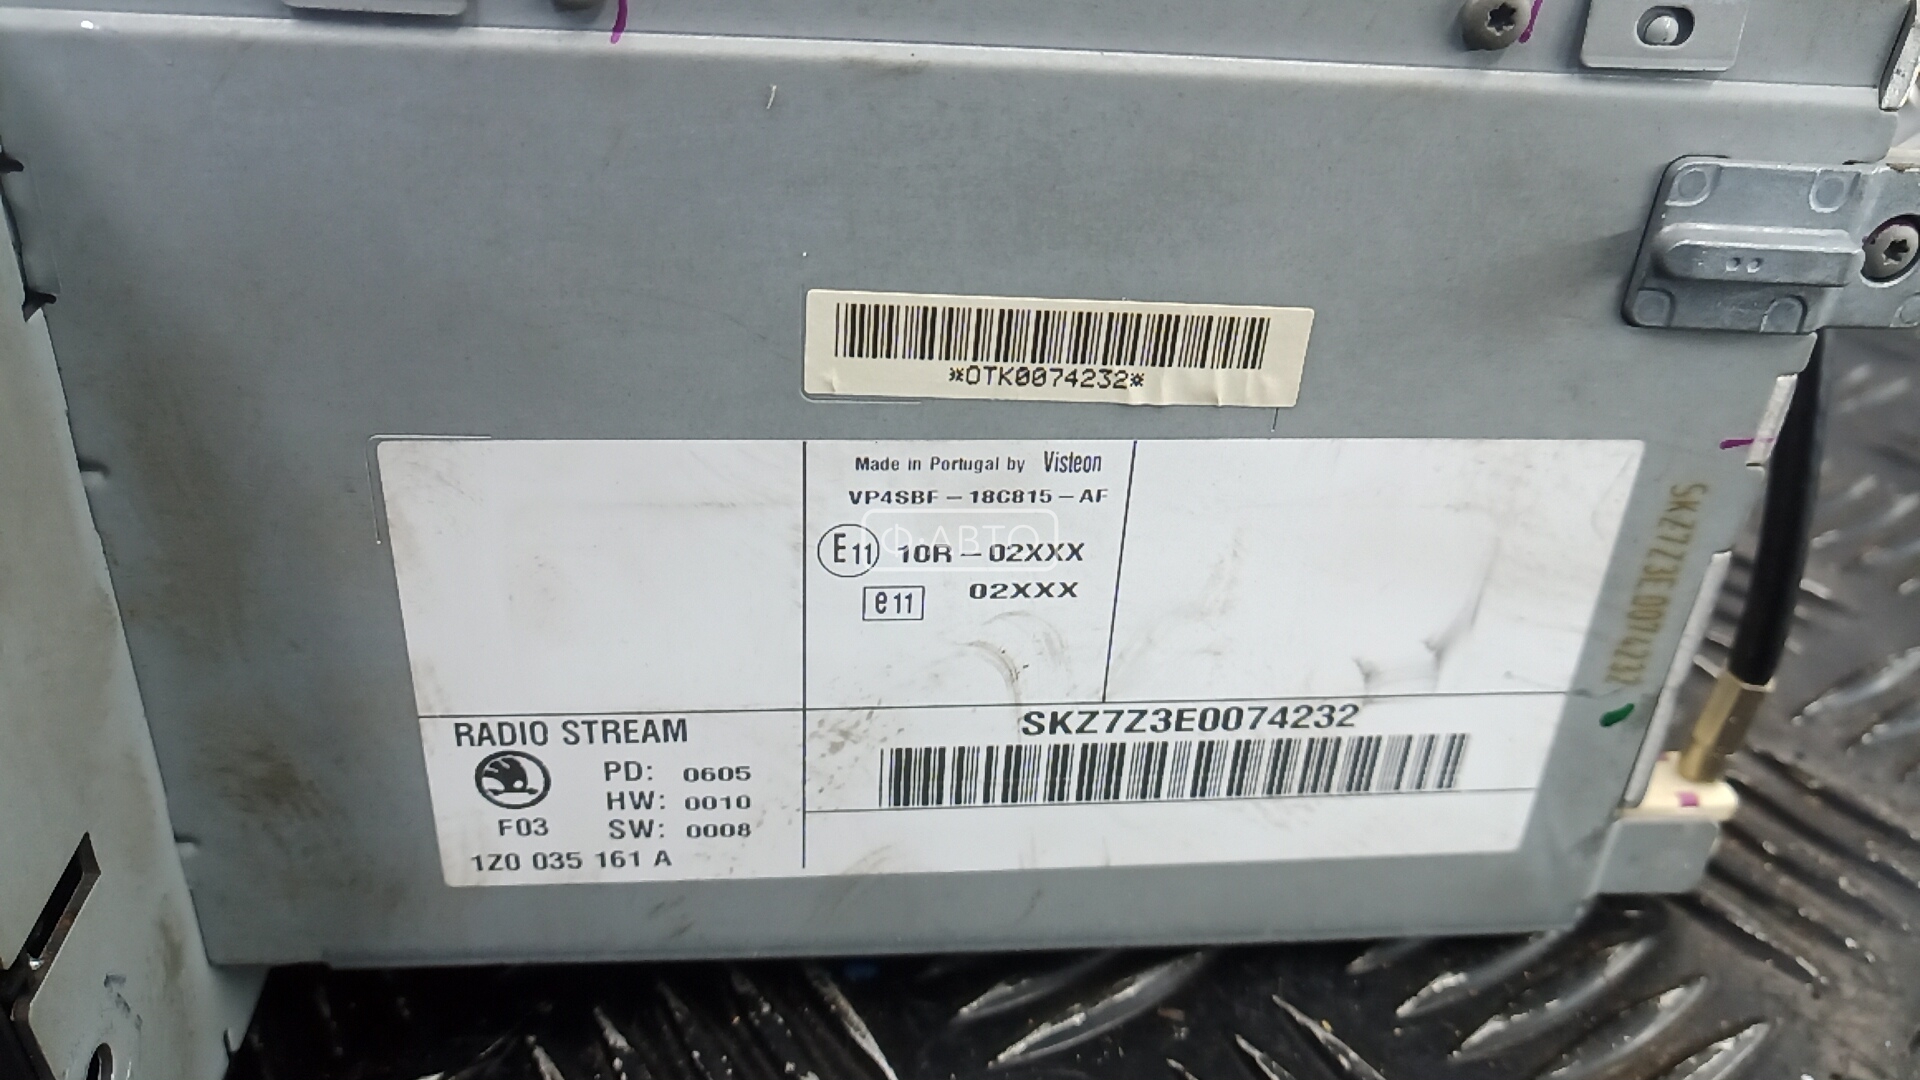 *OTK0074232*
Made in Portugal by Visteon
VP4SBF - 18C815 - AF
Ф·АВТО
E11 10R - 02XXX
e11 02XXX
SKZ7Z3E0074232
SKZ7Z3E0074232
RADIO STREAM
PD: 0605
HW: 0010
F03 SW: 0008
1Z0 035 161 A